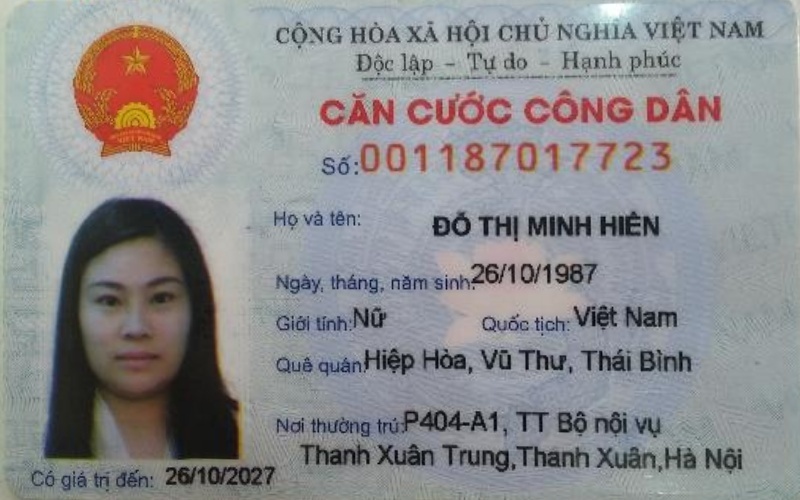 CỘNG HÒA XÃ HỘI CHỦ NGHĨA VIỆT NAM
Độc lập - Tự do - Hạnh phúc
CĂN CƯỚC CÔNG DÂN
Số: 001187017723
Họ và tên: ĐỖ THỊ MINH HIỀN
Ngày, tháng, năm sinh: 26/10/1987
Giới tính: Nữ Quốc tịch: Việt Nam
Quê quán: Hiệp Hòa, Vũ Thư, Thái Bình
Nơi thường trú: P404-A1, TT Bộ nội vụ
Thanh Xuân Trung, Thanh Xuân, Hà Nội
Có giá trị đến: 26/10/2027